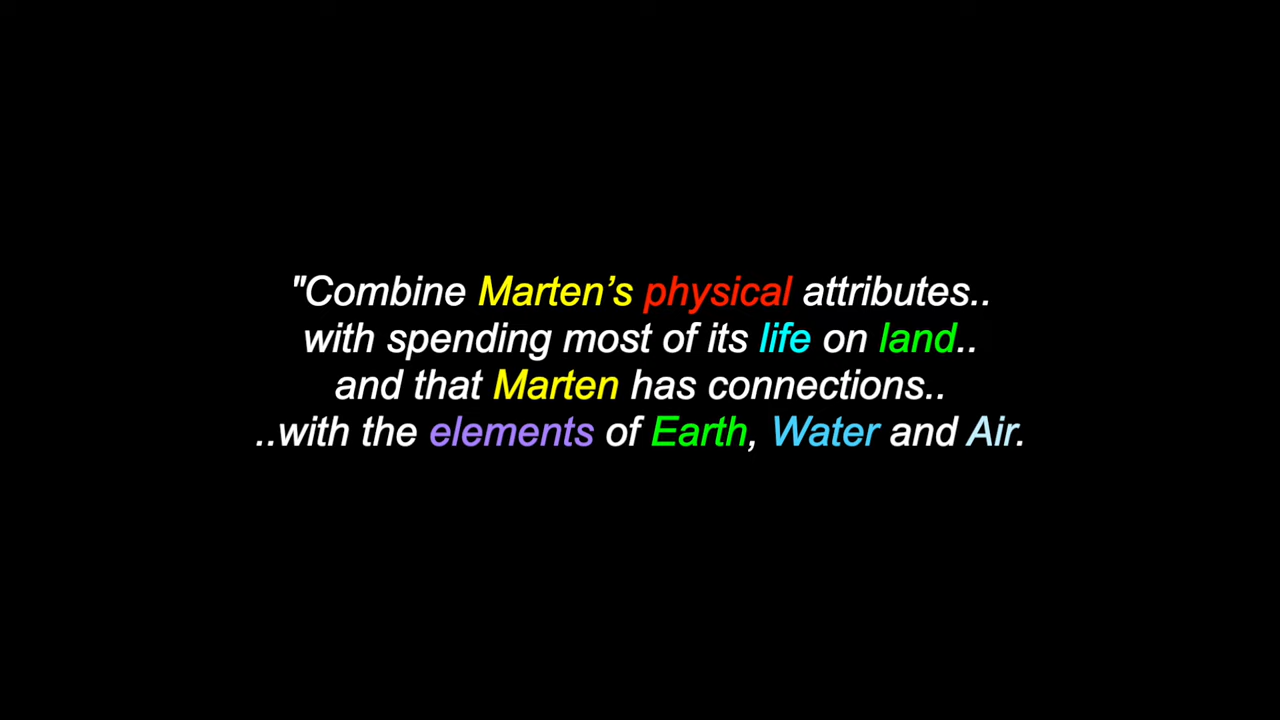 "Combine Marten’s physical attributes..
with spending most of its life on land..
and that Marten has connections..
..with the elements of Earth, Water and Air.